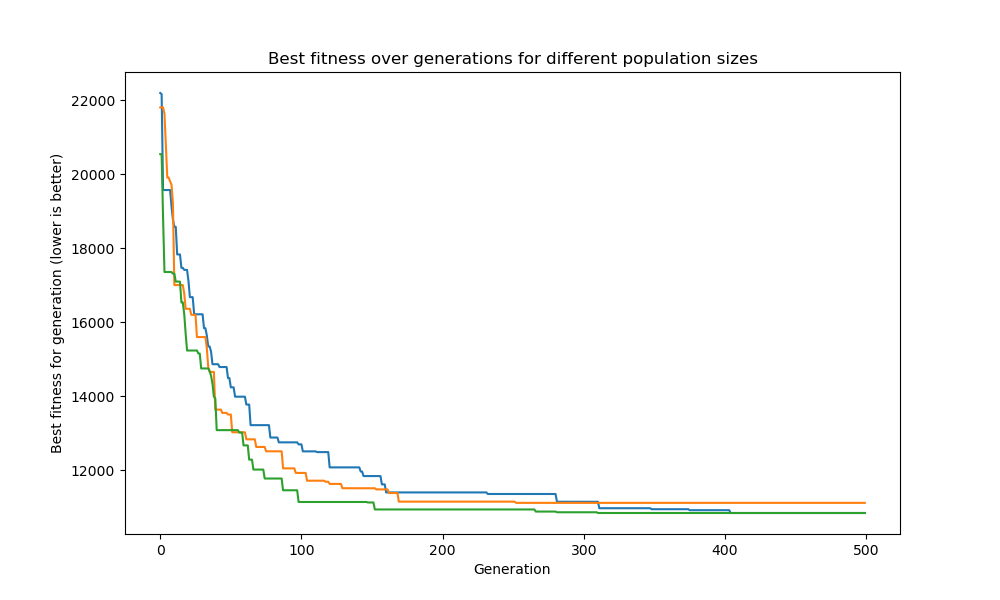 Best fitness over generations for different population sizes
22000
20000
18000
16000
14000
12000
Best fitness for generation (lower is better)
0 100 200 300 400 500
Generation